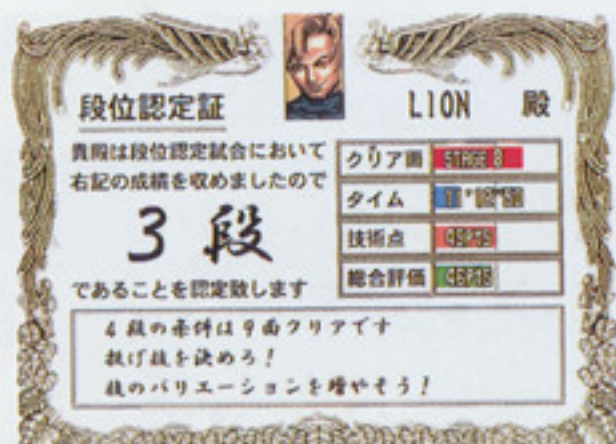 段位認定証
LION 殿
貴殿は段位認定試合において
右記の成績を収めましたので
3段
であることを認定致します
クリア面 STAGE 8
タイム
技術点
総合評価
4段の条件は9面クリアです
投げ技を決めろ!
技のバリエーションを増やそう!